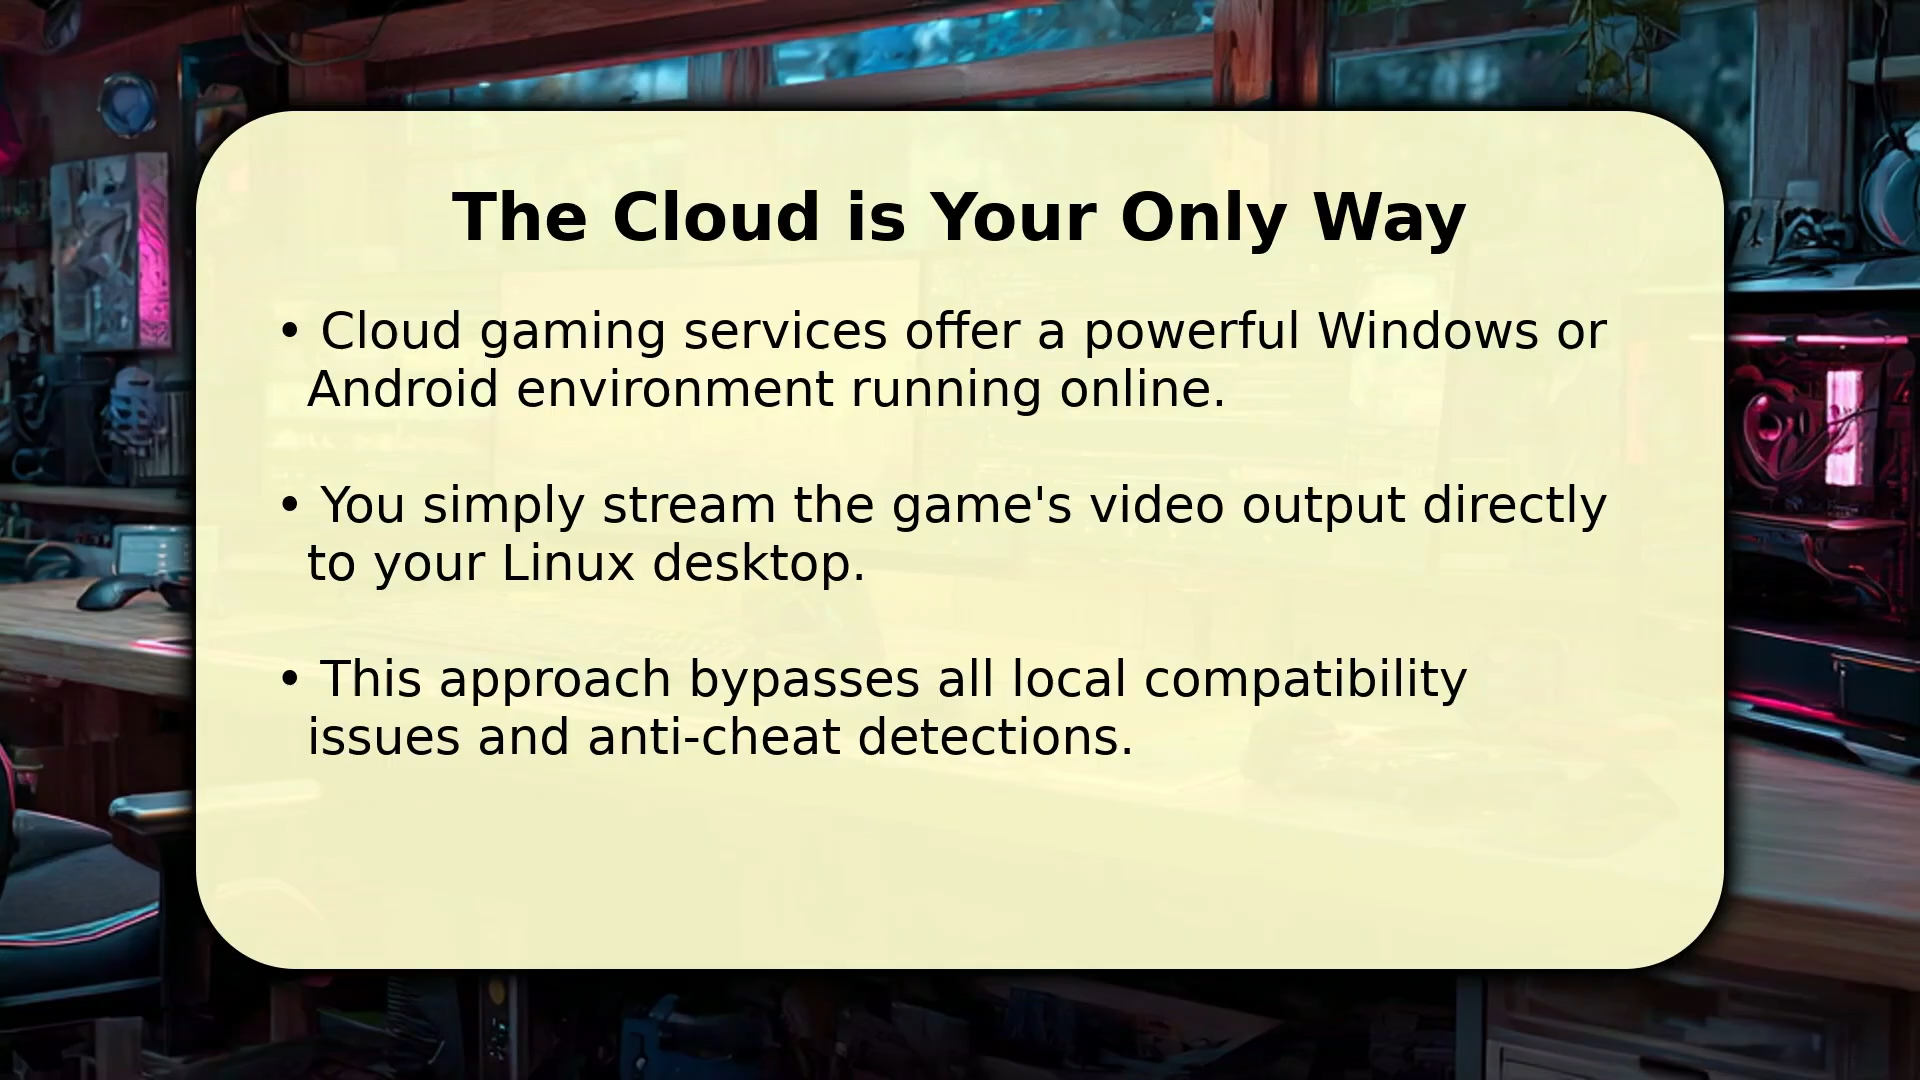 The Cloud is Your Only Way
• Cloud gaming services offer a powerful Windows or
Android environment running online.
• You simply stream the game's video output directly
to your Linux desktop.
• This approach bypasses all local compatibility
issues and anti-cheat detections.